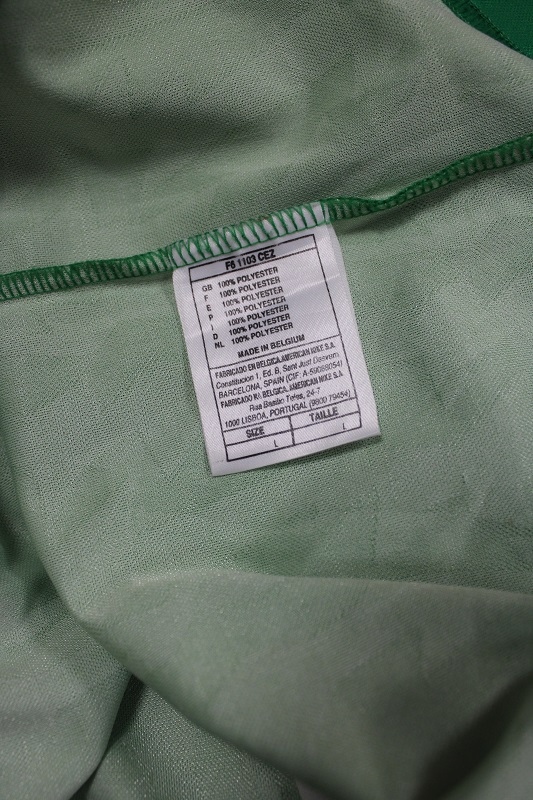 F6 1103 CEZ
GB 100% POLYESTER
F 100% POLYESTER
E 100% POLYESTER
P 100% POLYESTER
I 100% POLYESTER
D 100% POLYESTER
NL 100% POLYESTER
MADE IN BELGIUM
FABRICADO EN BELGICA, AMERICAN NIKE S.A.
Constitucion 1, Ed. B, Sant Just Desvern
BARCELONA, SPAIN (CIF: A-59088054)
FABRICADO NA BELGICA, AMERICAN NIKE S.A.
Rua Basilio Teles, 24-7
1000 LISBOA, PORTUGAL (9800 79454)
SIZE TAILLE
L L